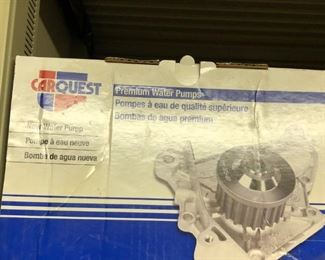 CARQUEST
Premium Water Pumps
Pompes à eau de qualité supérieure
Bombas de agua premium
New Water Pump
Pompe à eau neuve
Bomba de agua nueva